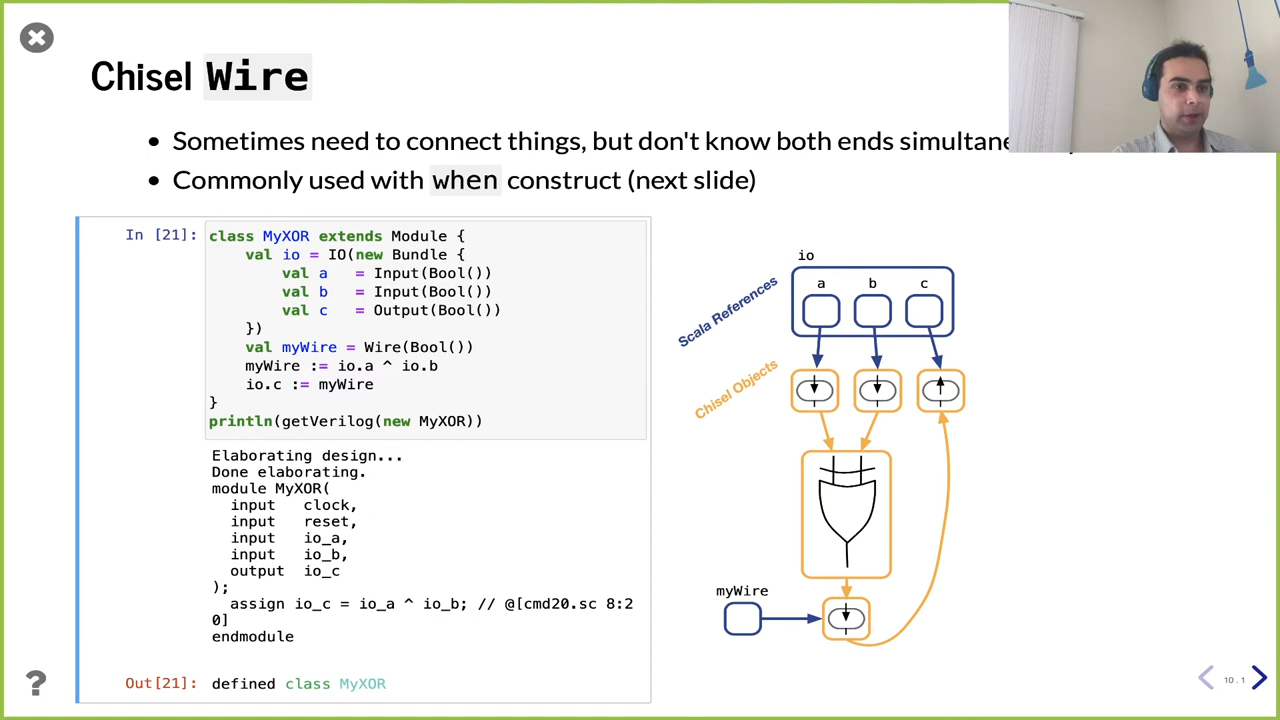 Chisel Wire
• Sometimes need to connect things, but don't know both ends
• Commonly used with when construct (next slide)
In [21]:
class MyXOR extends Module {
    val io = IO(new Bundle {
        val a   = Input(Bool())
        val b   = Input(Bool())
        val c   = Output(Bool())
    })
    val myWire = Wire(Bool())
    myWire := io.a ^ io.b
    io.c := myWire
}
println(getVerilog(new MyXOR))
Elaborating design...
Done elaborating.
module MyXOR(
  input   clock,
  input   reset,
  input   io_a,
  input   io_b,
  output  io_c
);
  assign io_c = io_a ^ io_b; // @[cmd20.sc 8:2
0]
endmodule
Out[21]: defined class MyXOR
io
a b c
Scala References
Chisel Objects
myWire
?
10.1